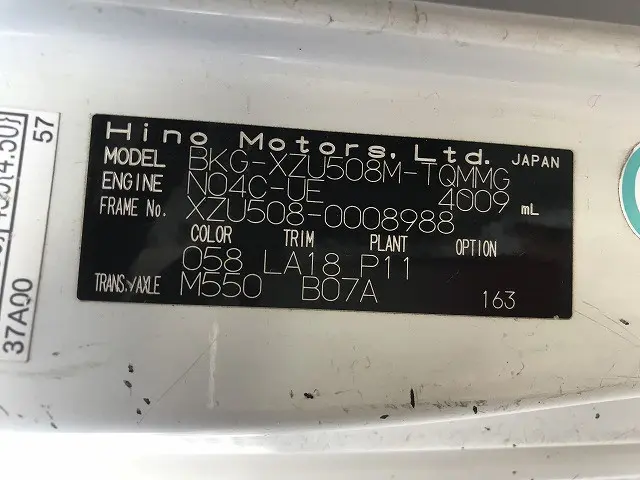 Hino Motors, Ltd. JAPAN
MODEL BKG-XZU508M-TQMMG
ENGINE N04C-UE 4009 mL
FRAME No. XZU508-0008988
COLOR TRIM PLANT OPTION
058 LA18 P11
TRANS./AXLE M550 B07A 163
57
37A00